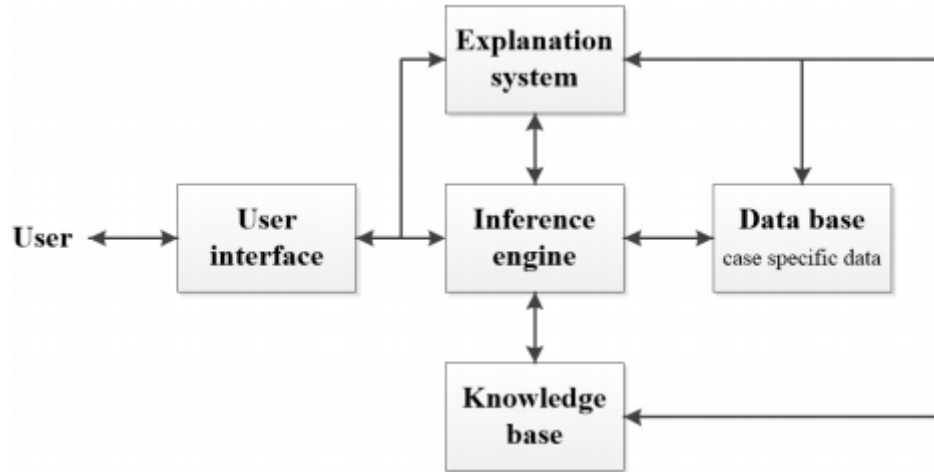 Explanation
system
User
User
interface
Inference
engine
Data base
case specific data
Knowledge
base